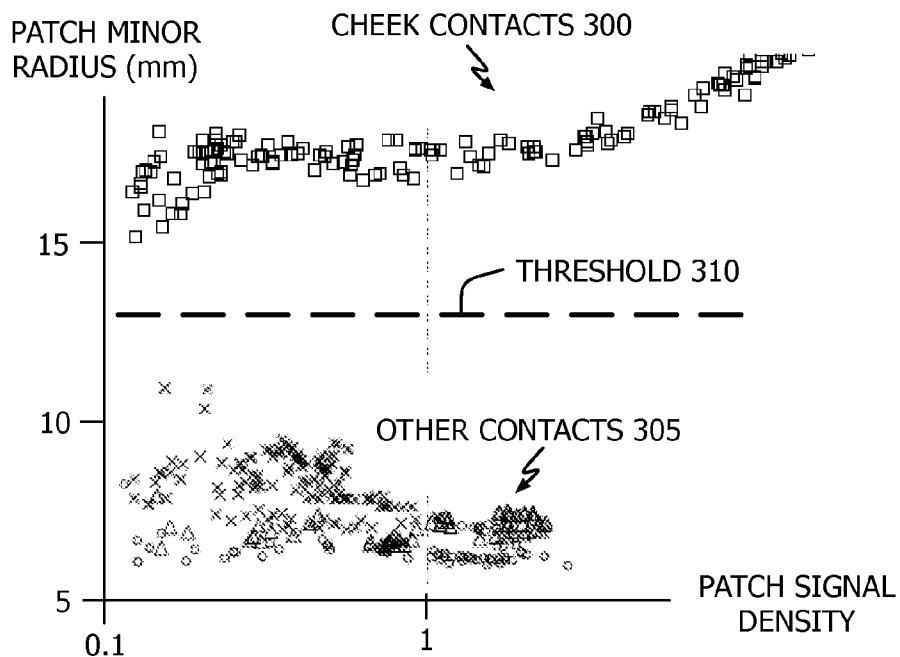 PATCH MINOR
RADIUS (mm)
CHEEK CONTACTS 300
15
THRESHOLD 310
10
OTHER CONTACTS 305
5
0.1
1
PATCH SIGNAL
DENSITY